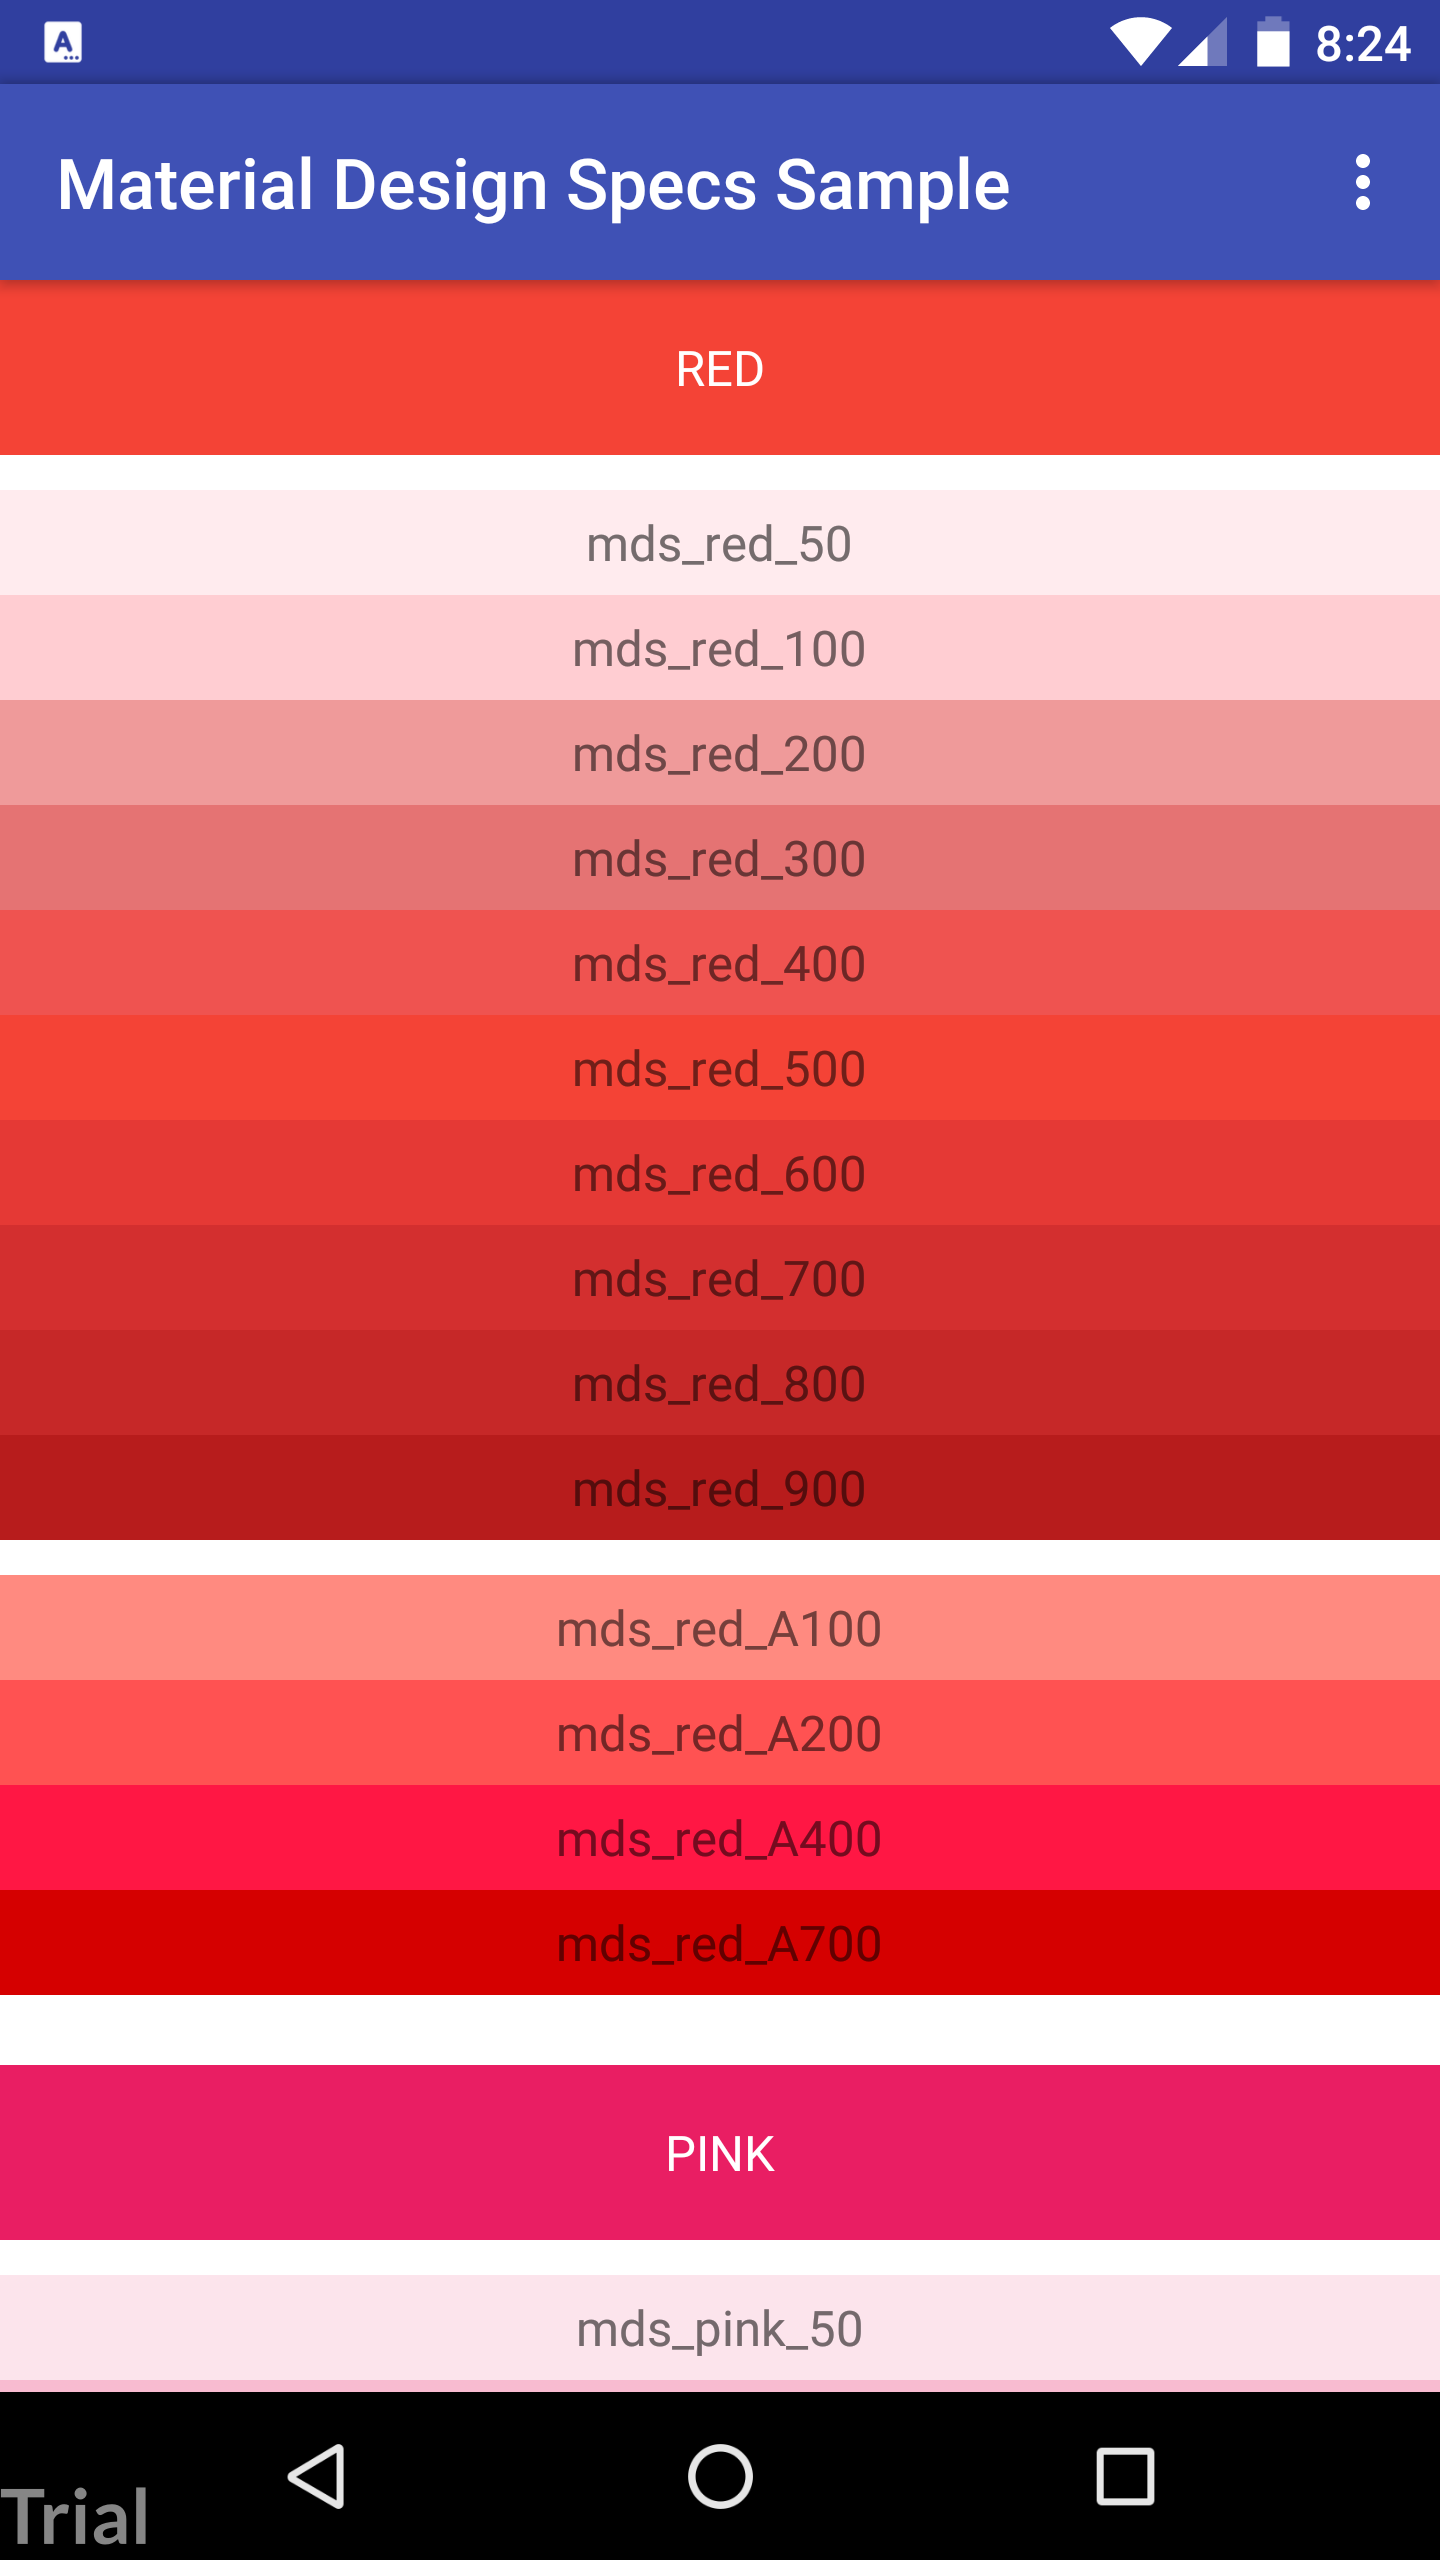 A
8:24
Material Design Specs Sample
RED
mds_red_50
mds_red_100
mds_red_200
mds_red_300
mds_red_400
mds_red_500
mds_red_600
mds_red_700
mds_red_800
mds_red_900
mds_red_A100
mds_red_A200
mds_red_A400
mds_red_A700
PINK
mds_pink_50
Trial